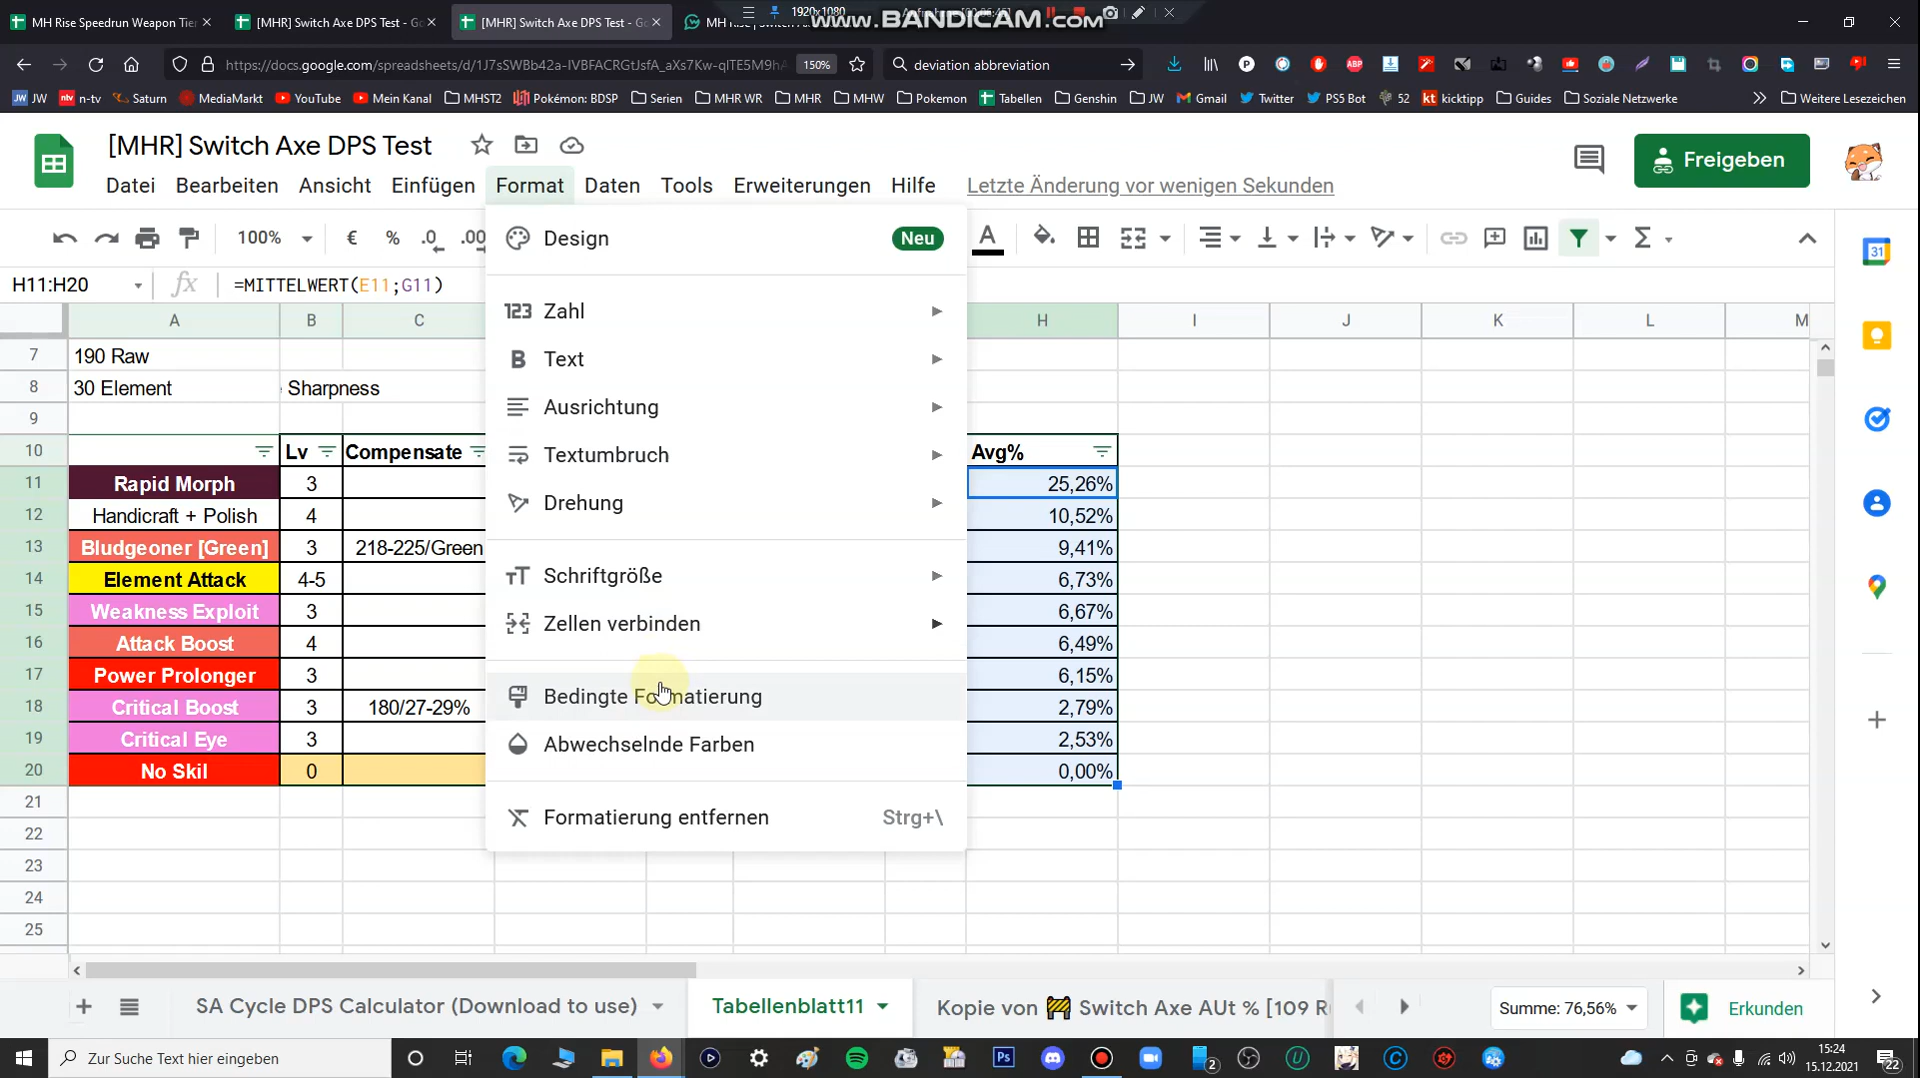 MH Rise Speedrun Weapon Tie
[MHR] Switch Axe DPS Test - Go
[MHR] Switch Axe DPS Test - Go
MH Rise | Switch A
1920x1080
www.BANDICAM.com
https://docs.google.com/spreadsheets/d/1J7sSWBb42a-IVBFACRGtJsfA_aXs7Kw-qlTE5M9hA
150%
deviation abbreviation
JW
n-tv
Saturn
MediaMarkt
YouTube
Mein Kanal
MHST2
Pokémon: BDSP
Serien
MHR WR
MHR
MHW
Pokemon
Tabellen
Genshin
JW
Gmail
Twitter
PS5 Bot
52
kicktipp
Guides
Soziale Netzwerke
Weitere Lesezeichen
[MHR] Switch Axe DPS Test
Freigeben
Datei Bearbeiten Ansicht Einfügen Format Daten Tools Erweiterungen Hilfe
Letzte Änderung vor wenigen Sekunden
100% € % .0 .00
H11:H20 fx =MITTELWERT(E11;G11)
A B C H I J K L M
7 190 Raw
8 30 Element Sharpness
9
10 Lv Compensate Avg%
11 Rapid Morph 3 25,26%
12 Handicraft + Polish 4 10,52%
13 Bludgeoner [Green] 3 218-225/Green 9,41%
14 Element Attack 4-5 6,73%
15 Weakness Exploit 3 6,67%
16 Attack Boost 4 6,49%
17 Power Prolonger 3 6,15%
18 Critical Boost 3 180/27-29% 2,79%
19 Critical Eye 3 2,53%
20 No Skil 0 0,00%
21
22
23
24
25
Design Neu
123 Zahl
B Text
Ausrichtung
Textumbruch
Drehung
Schriftgröße
Zellen verbinden
Bedingte Formatierung
Abwechselnde Farben
Formatierung entfernen Strg+\
SA Cycle DPS Calculator (Download to use)
Tabellenblatt11
Kopie von 🚧 Switch Axe AUt % [109 R
Summe: 76,56%
Erkunden
Zur Suche Text hier eingeben
15:24
15.12.2021
22